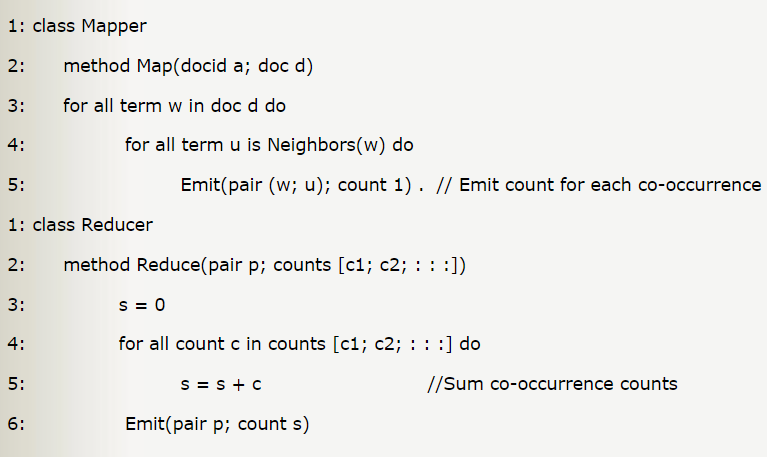 1: class Mapper
2: method Map(docid a; doc d)
3: for all term w in doc d do
4: for all term u is Neighbors(w) do
5: Emit(pair (w; u); count 1) . // Emit count for each co-occurrence
1: class Reducer
2: method Reduce(pair p; counts [c1; c2; : : :])
3: s = 0
4: for all count c in counts [c1; c2; : : :] do
5: s = s + c //Sum co-occurrence counts
6: Emit(pair p; count s)